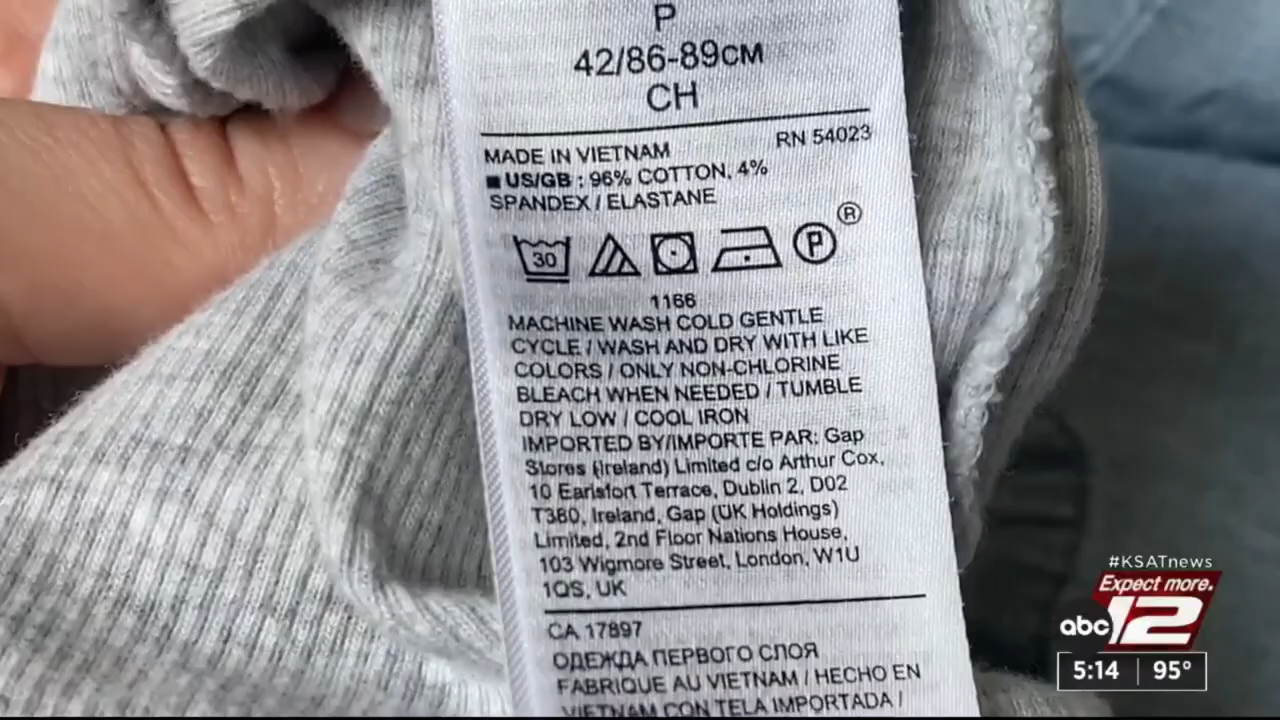 P
42/86-89CM
CH
MADE IN VIETNAM RN 54023
US/GB : 96% COTTON, 4%
SPANDEX / ELASTANE
30 P ®
1166
MACHINE WASH COLD GENTLE
CYCLE / WASH AND DRY WITH LIKE
COLORS / ONLY NON-CHLORINE
BLEACH WHEN NEEDED / TUMBLE
DRY LOW / COOL IRON
IMPORTED BY/IMPORTE PAR: Gap
Stores (Ireland) Limited c/o Arthur Cox,
10 Earlsfort Terrace, Dublin 2, D02
T380, Ireland, Gap (UK Holdings)
Limited, 2nd Floor Nations House,
103 Wigmore Street, London, W1U
1QS, UK
CA 17897
ОДЕЖДА ПЕРВОГО СЛОЯ
FABRIQUE AU VIETNAM / HECHO EN
VIETNAM CON TELA IMPORTADA /
#KSATnews
Expect more.
abc 12
5:14 95°